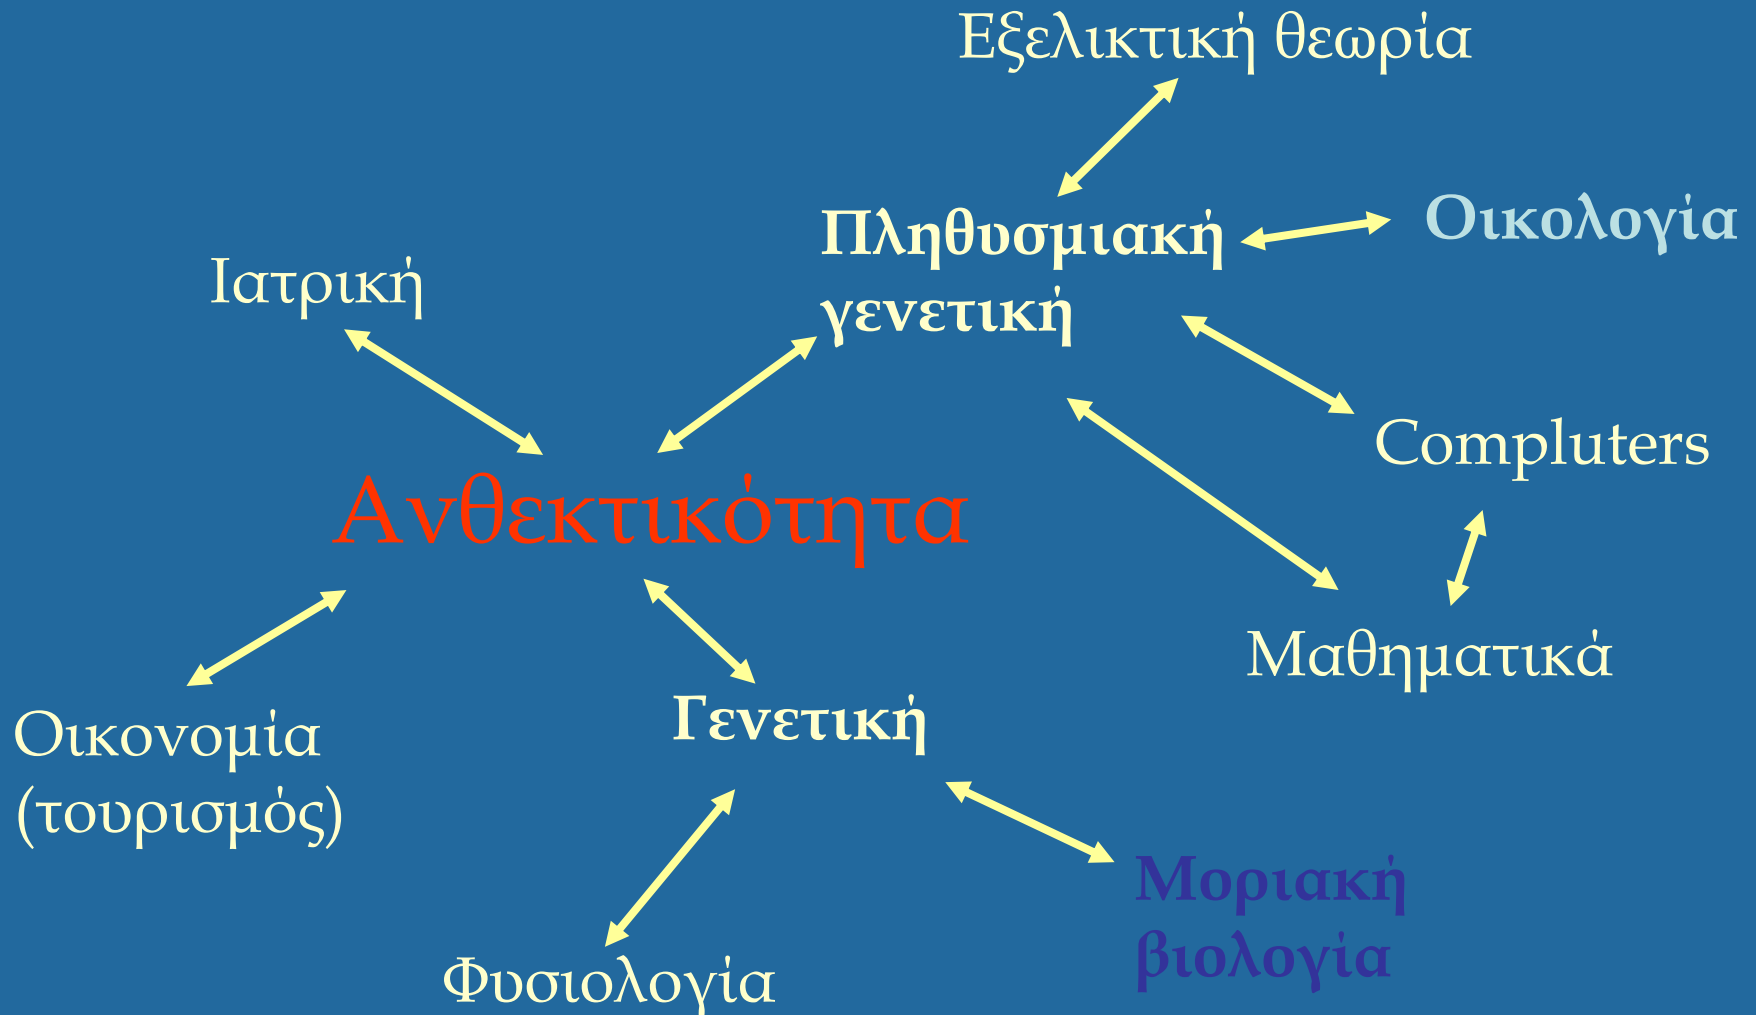 Εξελικτική θεωρία
Πληθυσμιακή
γενετική
Οικολογία
Ιατρική
Compluters
Ανθεκτικότητα
Μαθηματικά
Γενετική
Οικονομία
(τουρισμός)
Μοριακή
βιολογία
Φυσιολογία